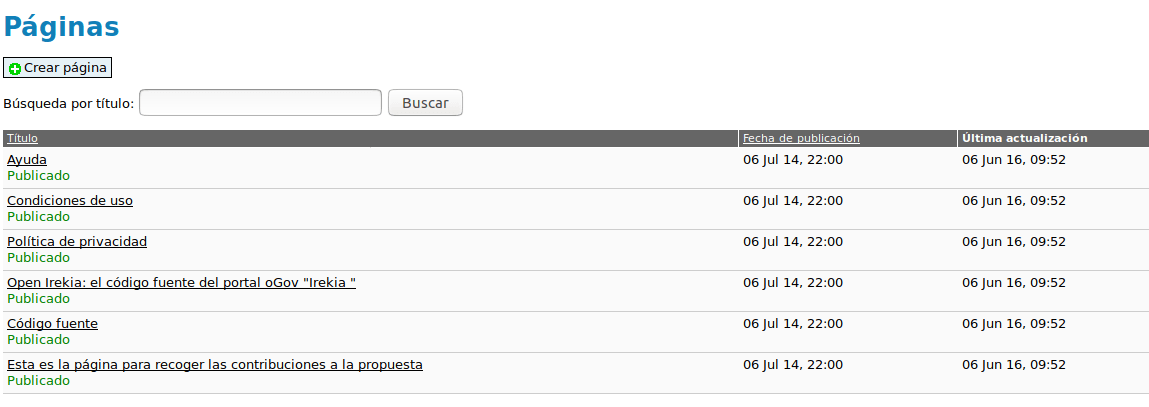 Páginas
Crear página
Búsqueda por título: Buscar
Título Fecha de publicación Última actualización
Ayuda 06 Jul 14, 22:00 06 Jun 16, 09:52
Publicado
Condiciones de uso 06 Jul 14, 22:00 06 Jun 16, 09:52
Publicado
Política de privacidad 06 Jul 14, 22:00 06 Jun 16, 09:52
Publicado
Open Irekia: el código fuente del portal oGov "Irekia " 06 Jul 14, 22:00 06 Jun 16, 09:52
Publicado
Código fuente 06 Jul 14, 22:00 06 Jun 16, 09:52
Publicado
Esta es la página para recoger las contribuciones a la propuesta 06 Jul 14, 22:00 06 Jun 16, 09:52
Publicado